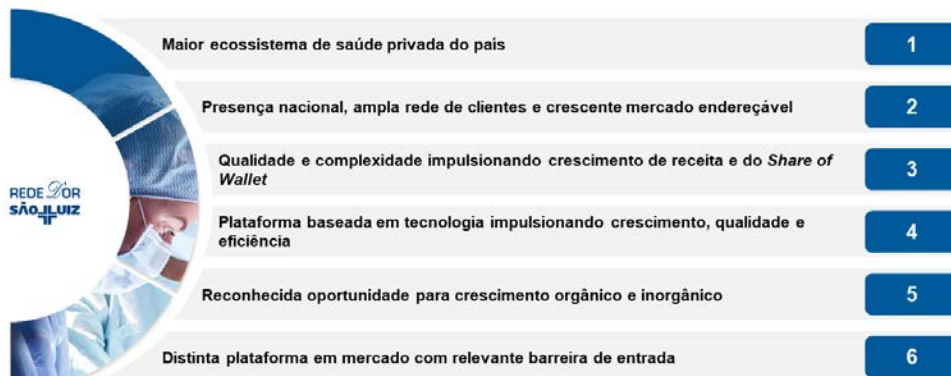 Maior ecossistema de saúde privada do país
1
Presença nacional, ampla rede de clientes e crescente mercado endereçável
2
Qualidade e complexidade impulsionando crescimento de receita e do Share of
Wallet
3
REDE D'OR
SÃO LUIZ
Plataforma baseada em tecnologia impulsionando crescimento, qualidade e
eficiência
4
Reconhecida oportunidade para crescimento orgânico e inorgânico
5
Distinta plataforma em mercado com relevante barreira de entrada
6